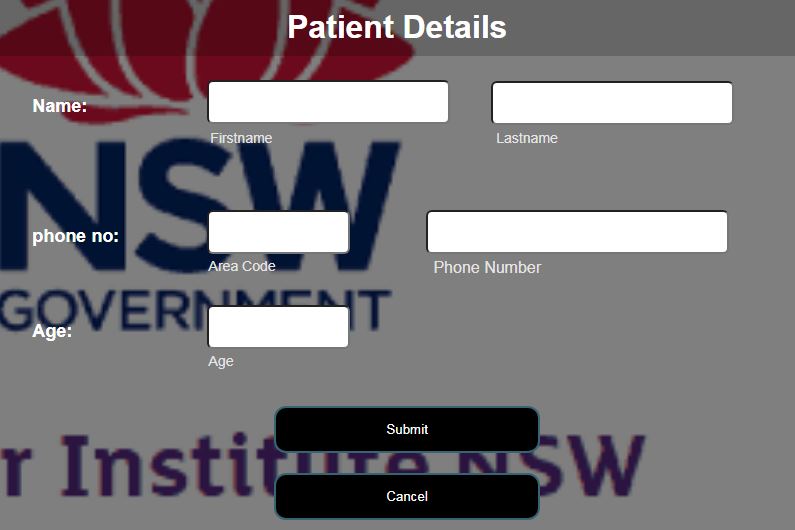 Patient Details
Name:
Firstname
Lastname
NSW
phone no:
Area Code
Phone Number
GOVERNMENT
Age:
Age
Submit
r Institute NSW
Cancel